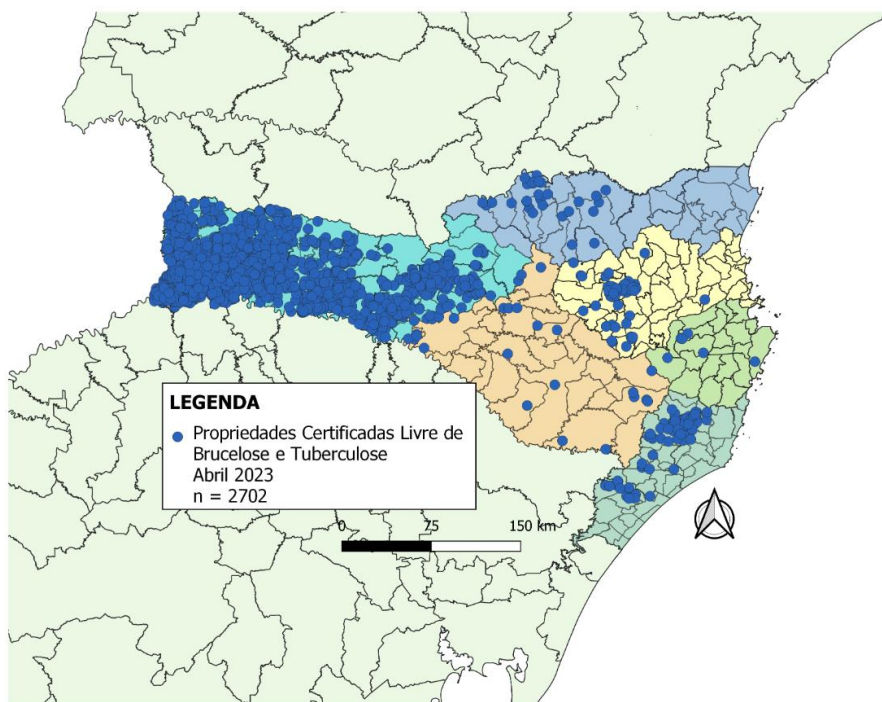 LEGENDA
Propriedades Certificadas Livre de
Brucelose e Tuberculose
Abril 2023
n = 2702
0 75 150 km